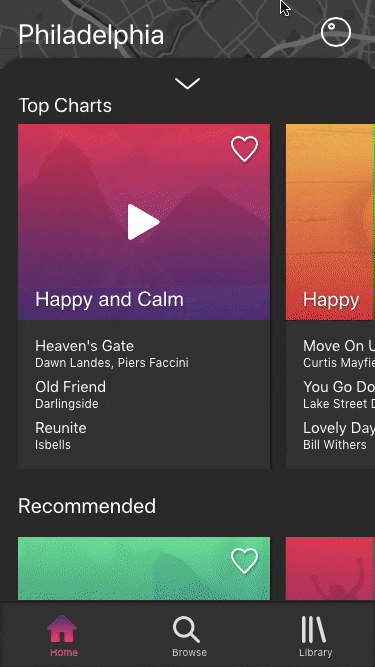 Philadelphia
Top Charts
Happy and Calm
Heaven's Gate
Dawn Landes, Piers Faccini
Old Friend
Darlingside
Reunite
Isbells
Happy
Move On U
Curtis Mayfie
You Go Do
Lake Street D
Lovely Day
Bill Withers
Recommended
Home
Browse
Library